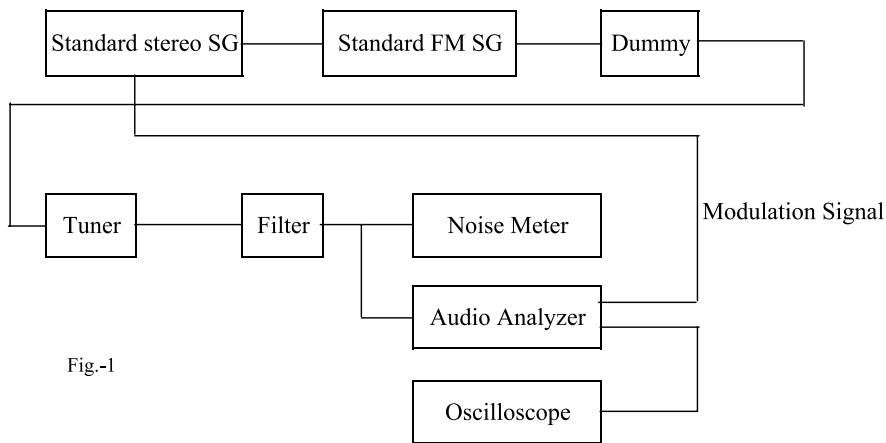 Standard stereo SG
Standard FM SG
Dummy
Tuner
Filter
Noise Meter
Modulation Signal
Audio Analyzer
Fig.-1
Oscilloscope